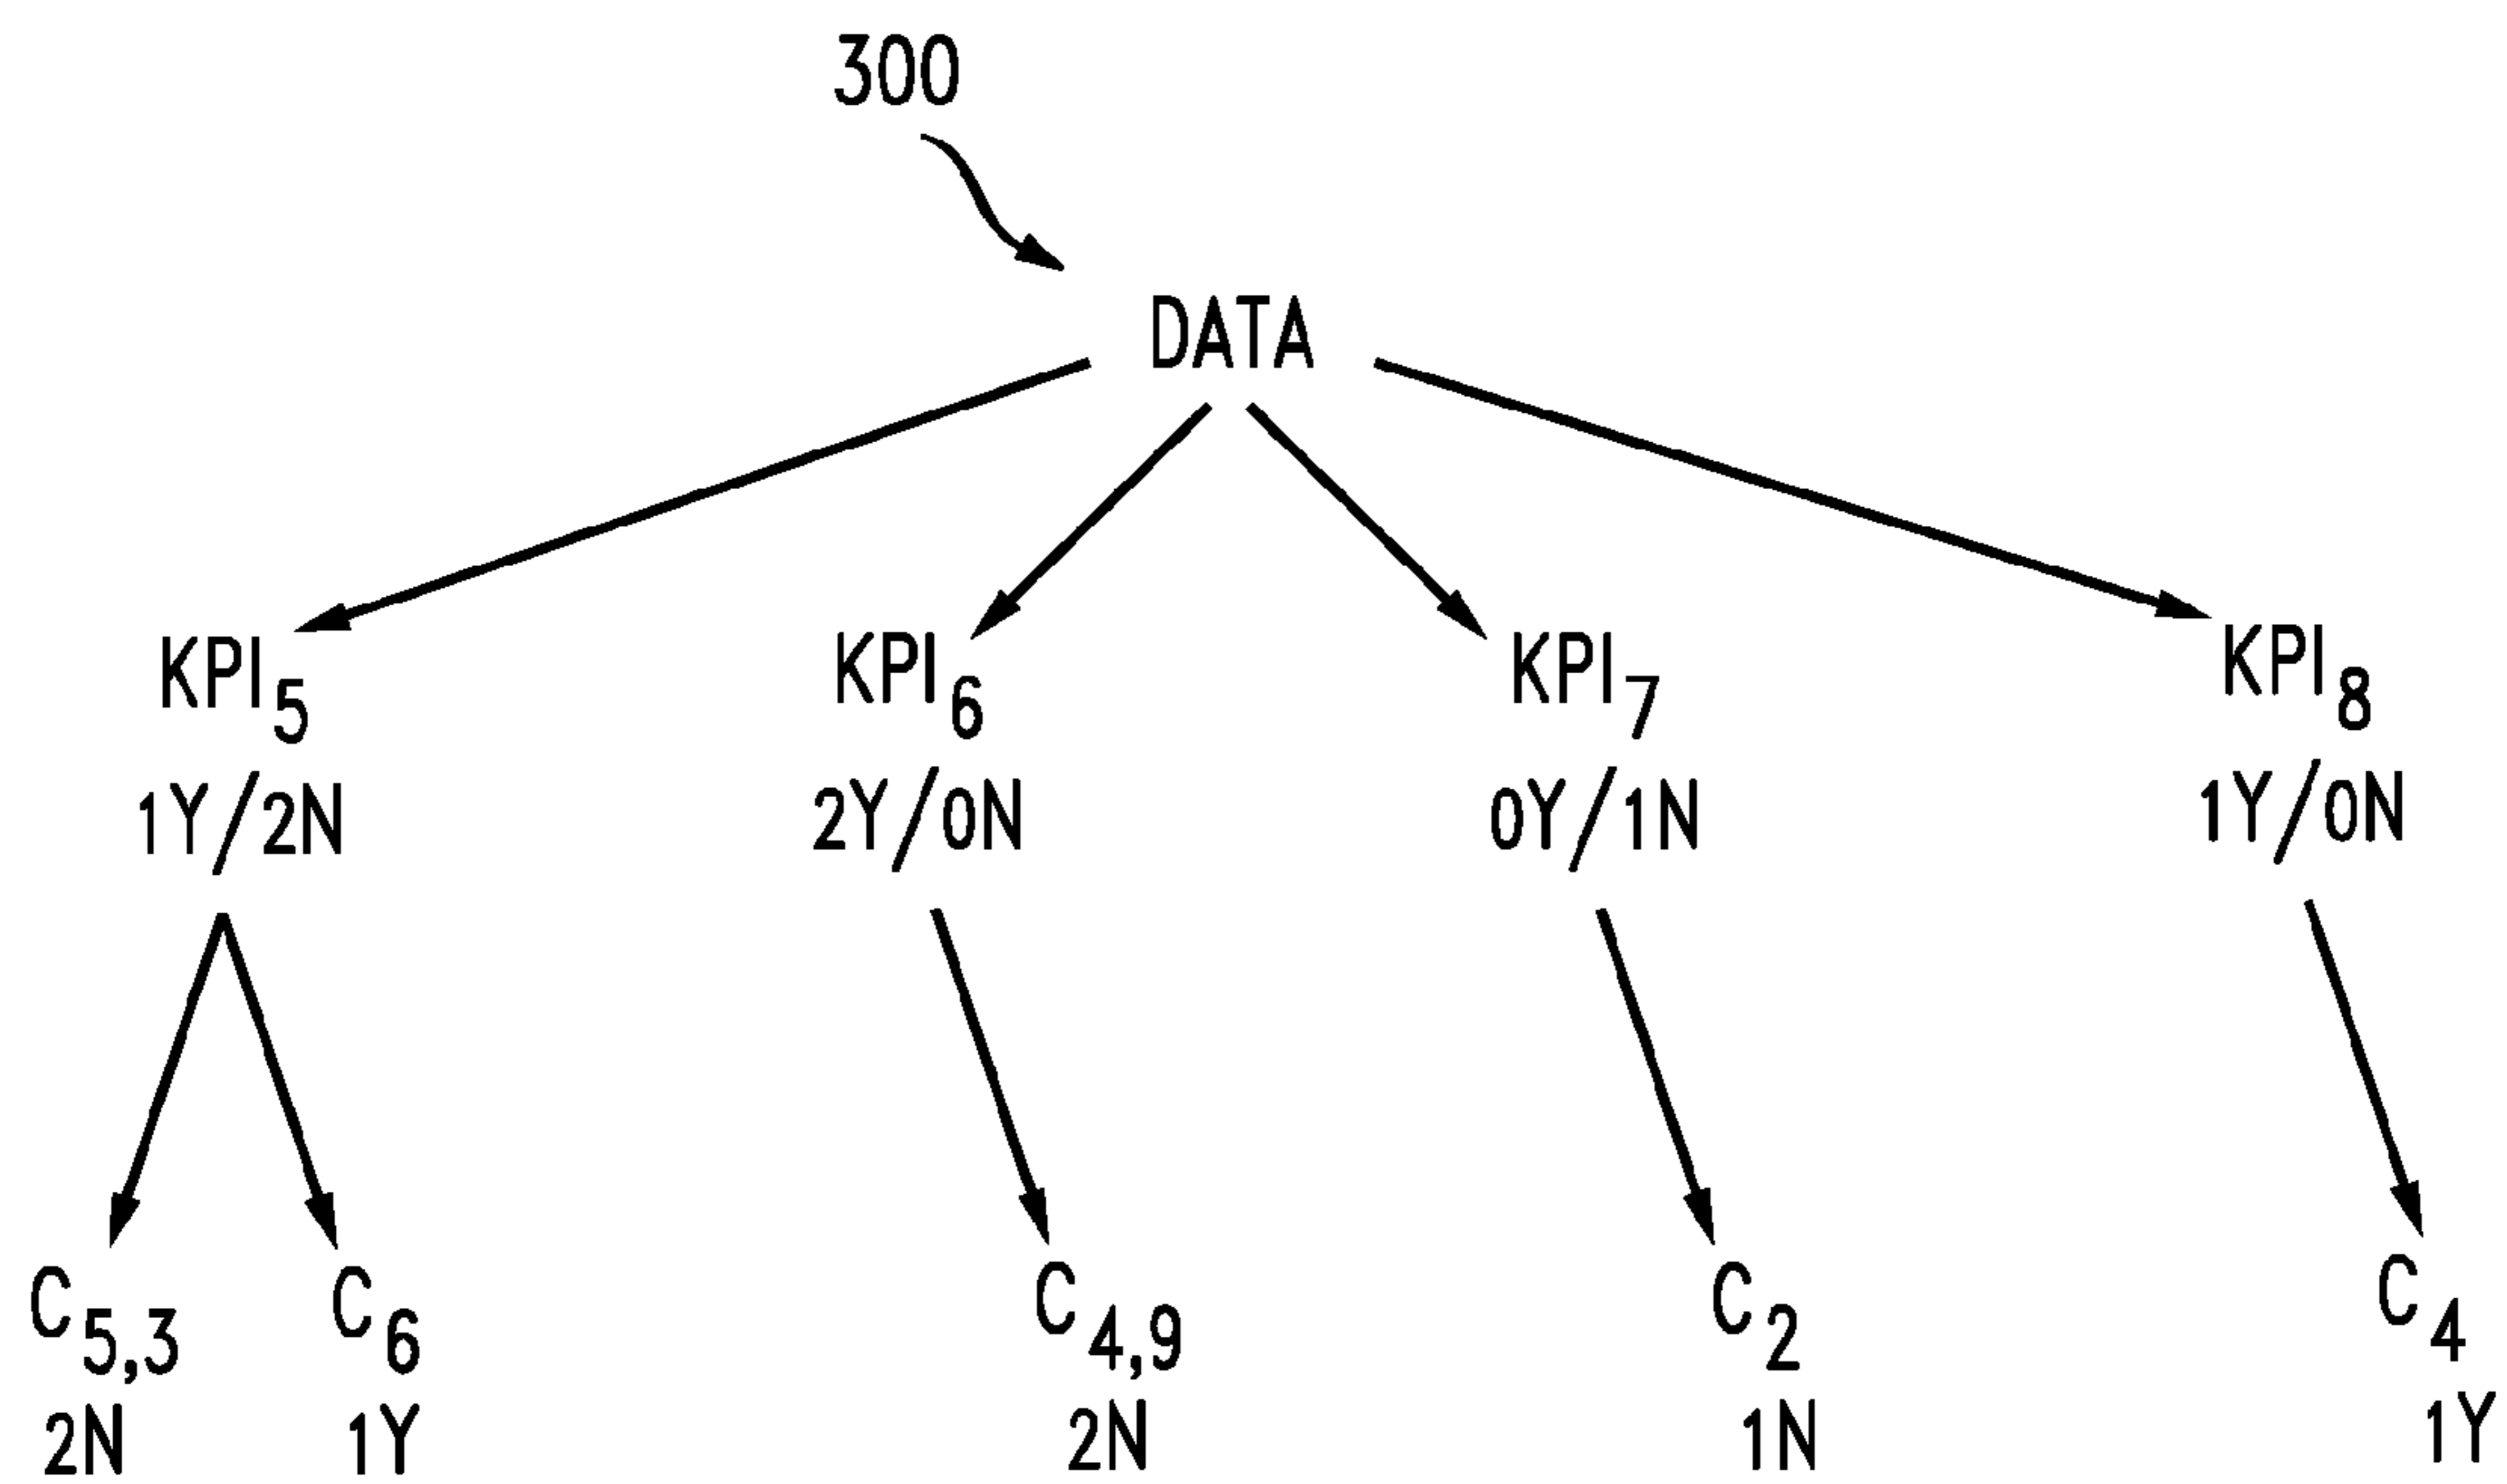 300
DATA
KPI5 KPI6 KPI7 KPI8
1Y/2N 2Y/0N 0Y/1N 1Y/0N
C5,3 C6 C4,9 C2 C4
2N 1Y 2N 1N 1Y